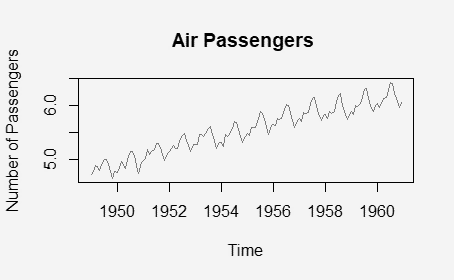 Air Passengers
Number of Passengers
6.0
5.0
1950 1952 1954 1956 1958 1960
Time